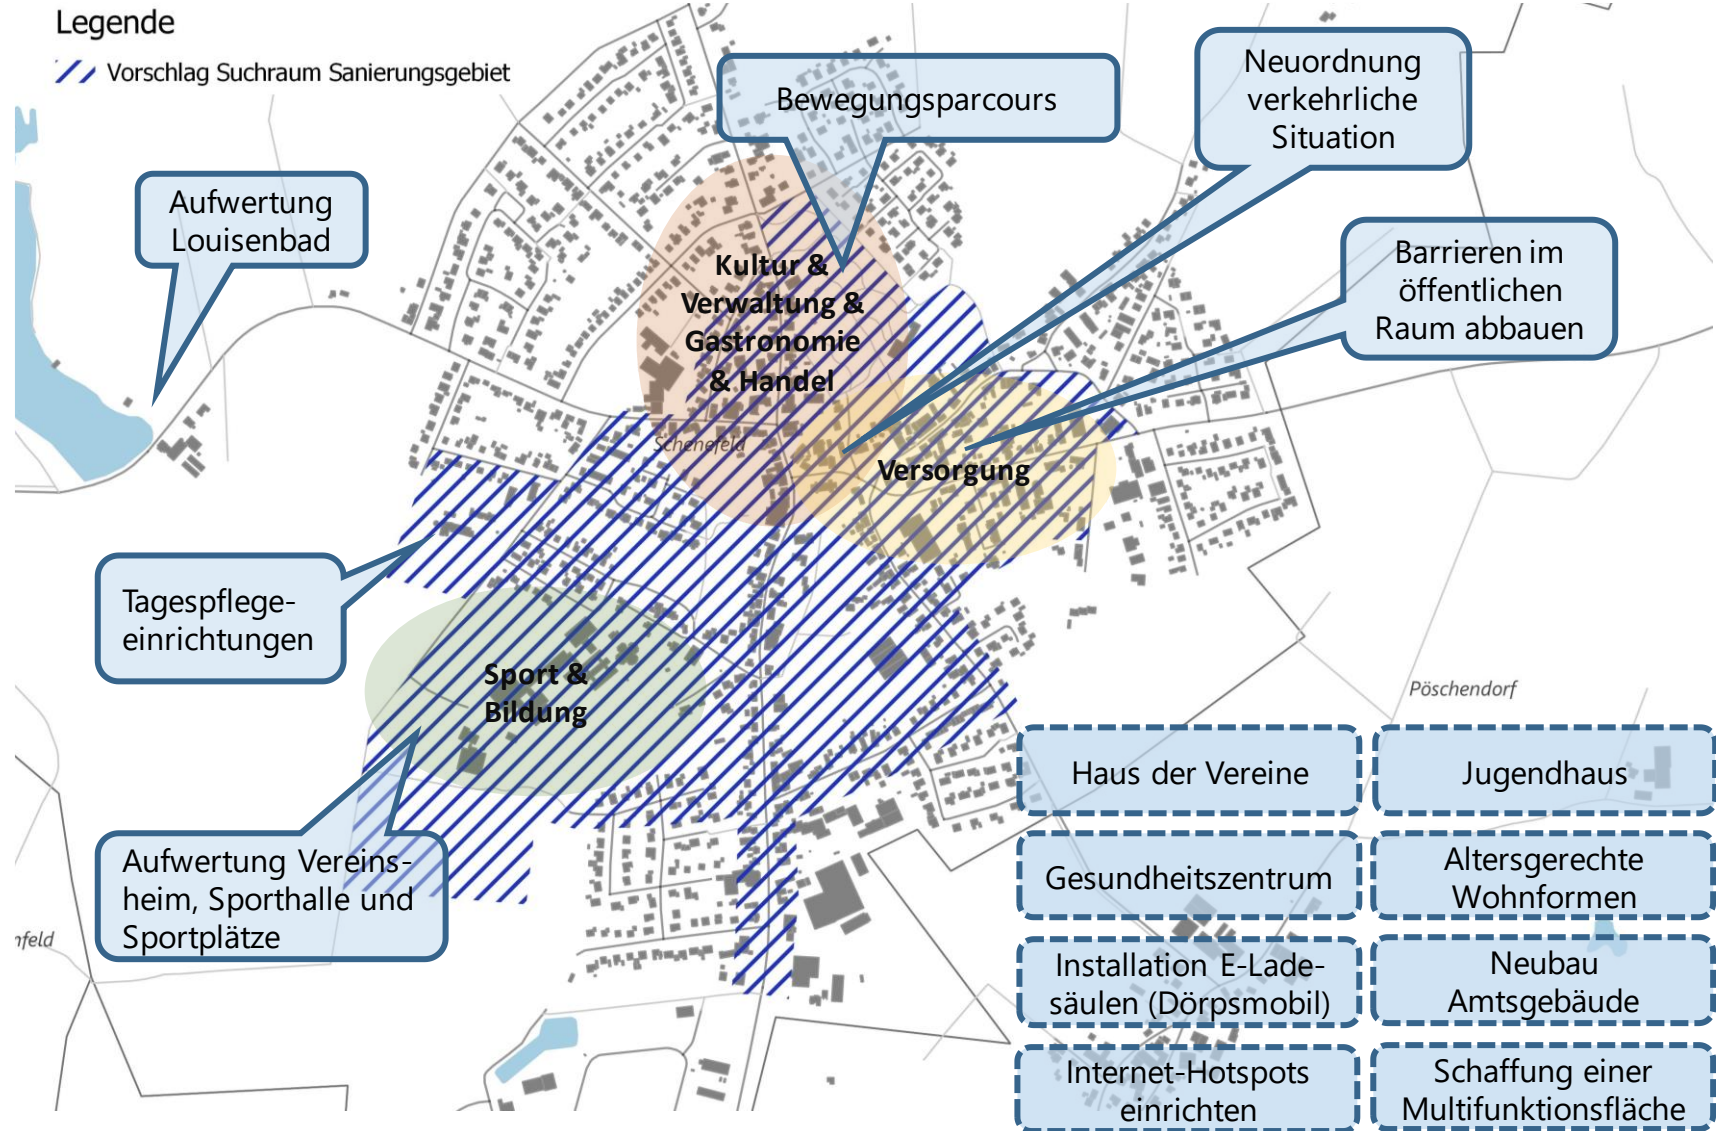 Legende
Vorschlag Suchraum Sanierungsgebiet
Bewegungsparcours
Neuordnung
verkehrliche
Situation
Aufwertung
Louisenbad
Barrieren im
öffentlichen
Raum abbauen
Kultur &
Verwaltung &
Gastronomie
& Handel
Schenefeld
Versorgung
Tagespflege-
einrichtungen
Sport &
Bildung
Pöschendorf
Aufwertung Vereins-
heim, Sporthalle und
Sportplätze
nfeld
Haus der Vereine
Jugendhaus
Gesundheitszentrum
Altersgerechte
Wohnformen
Installation E-Lade-
säulen (Dörpsmobil)
Neubau
Amtsgebäude
Internet-Hotspots
einrichten
Schaffung einer
Multifunktionsfläche